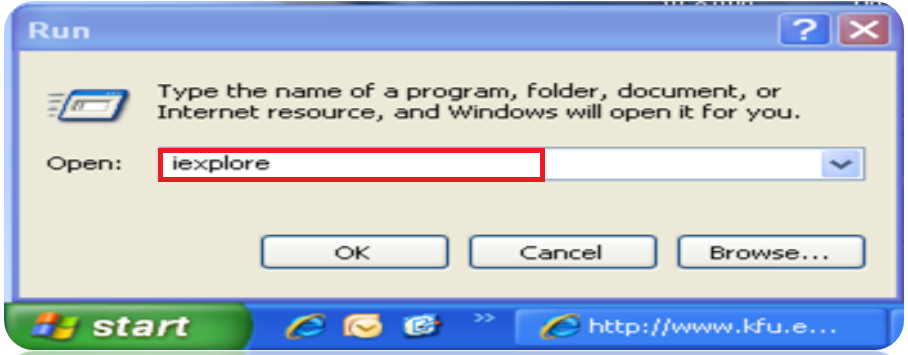 Run
Type the name of a program, folder, document, or
Internet resource, and Windows will open it for you.
Open: iexplore
OK Cancel Browse...
start » http://www.kfu.e...